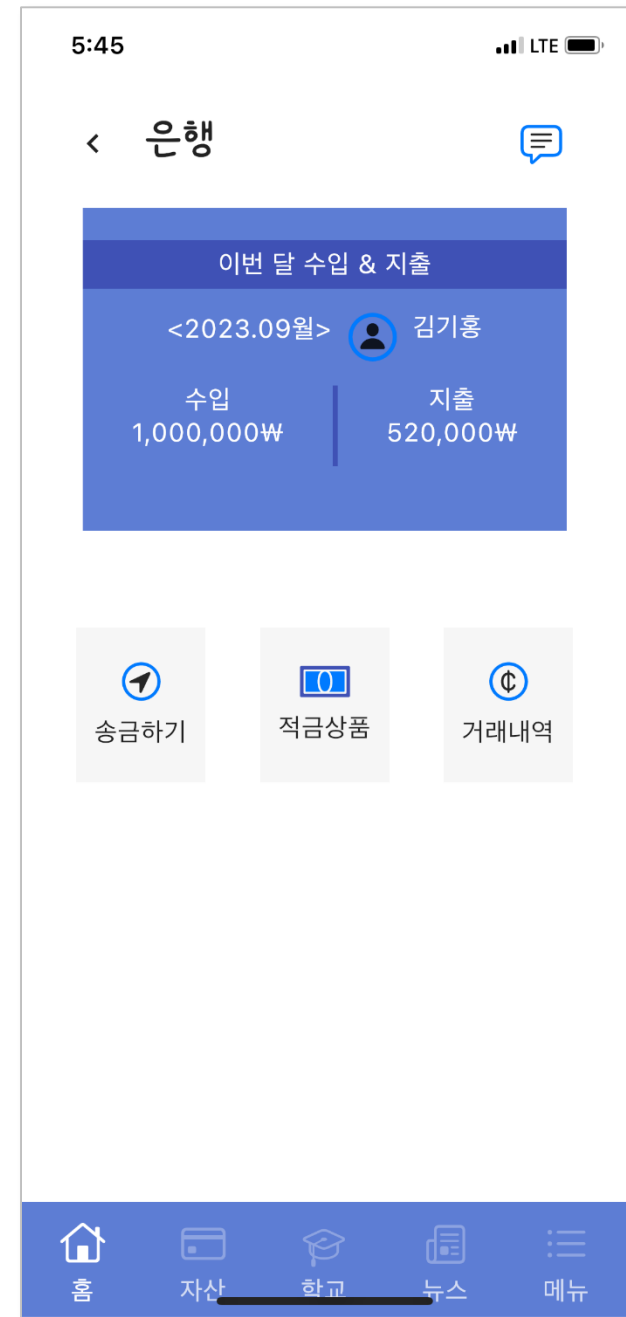 5:45 LTE
< 은행
이번 달 수입 & 지출
<2023.09월> 김기홍
수입 지출
1,000,000₩ 520,000₩
송금하기 적금상품 거래내역
홈 자산 학교 뉴스 메뉴